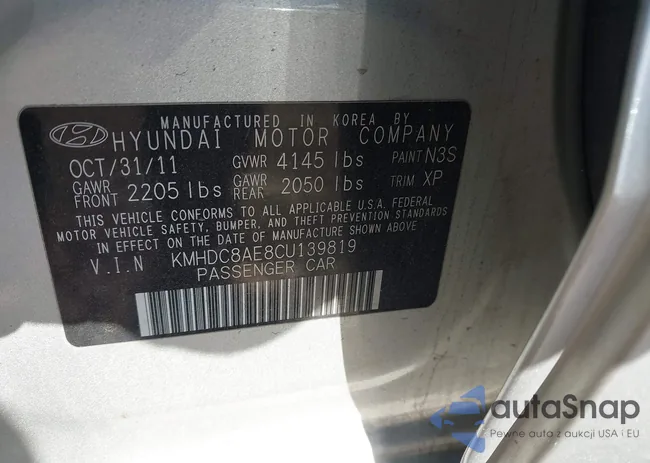 MANUFACTURED IN KOREA BY
HYUNDAI MOTOR COMPANY
OCT/31/11 GVWR 4145 lbs PAINT N3S
GAWR FRONT 2205 lbs GAWR REAR 2050 lbs TRIM XP
THIS VEHICLE CONFORMS TO ALL APPLICABLE U.S.A. FEDERAL
MOTOR VEHICLE SAFETY, BUMPER, AND THEFT PREVENTION STANDARDS
IN EFFECT ON THE DATE OF MANUFACTURE SHOWN ABOVE
V.I.N KMHDC8AE8CU139819
PASSENGER CAR
autaSnap
Pewne auta z aukcji USA i EU